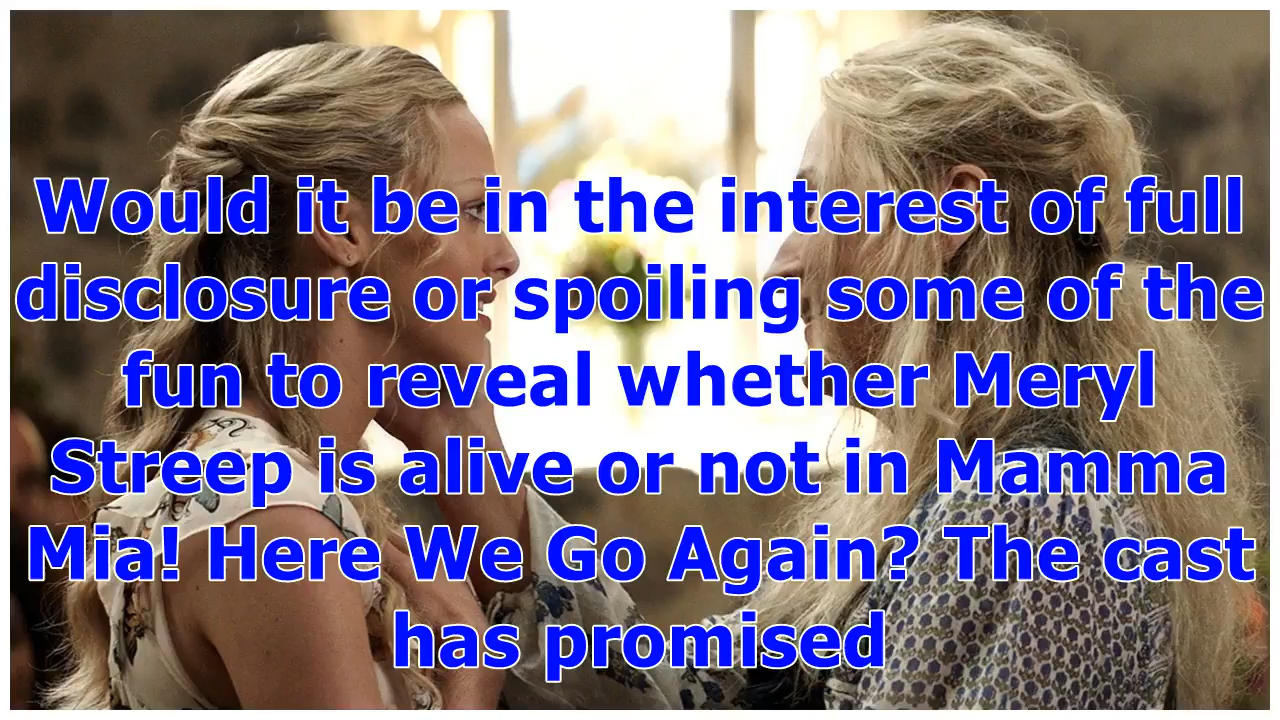 Would it be in the interest of full
disclosure or spoiling some of the
fun to reveal whether Meryl
Streep is alive or not in Mamma
Mia! Here We Go Again? The cast
has promised